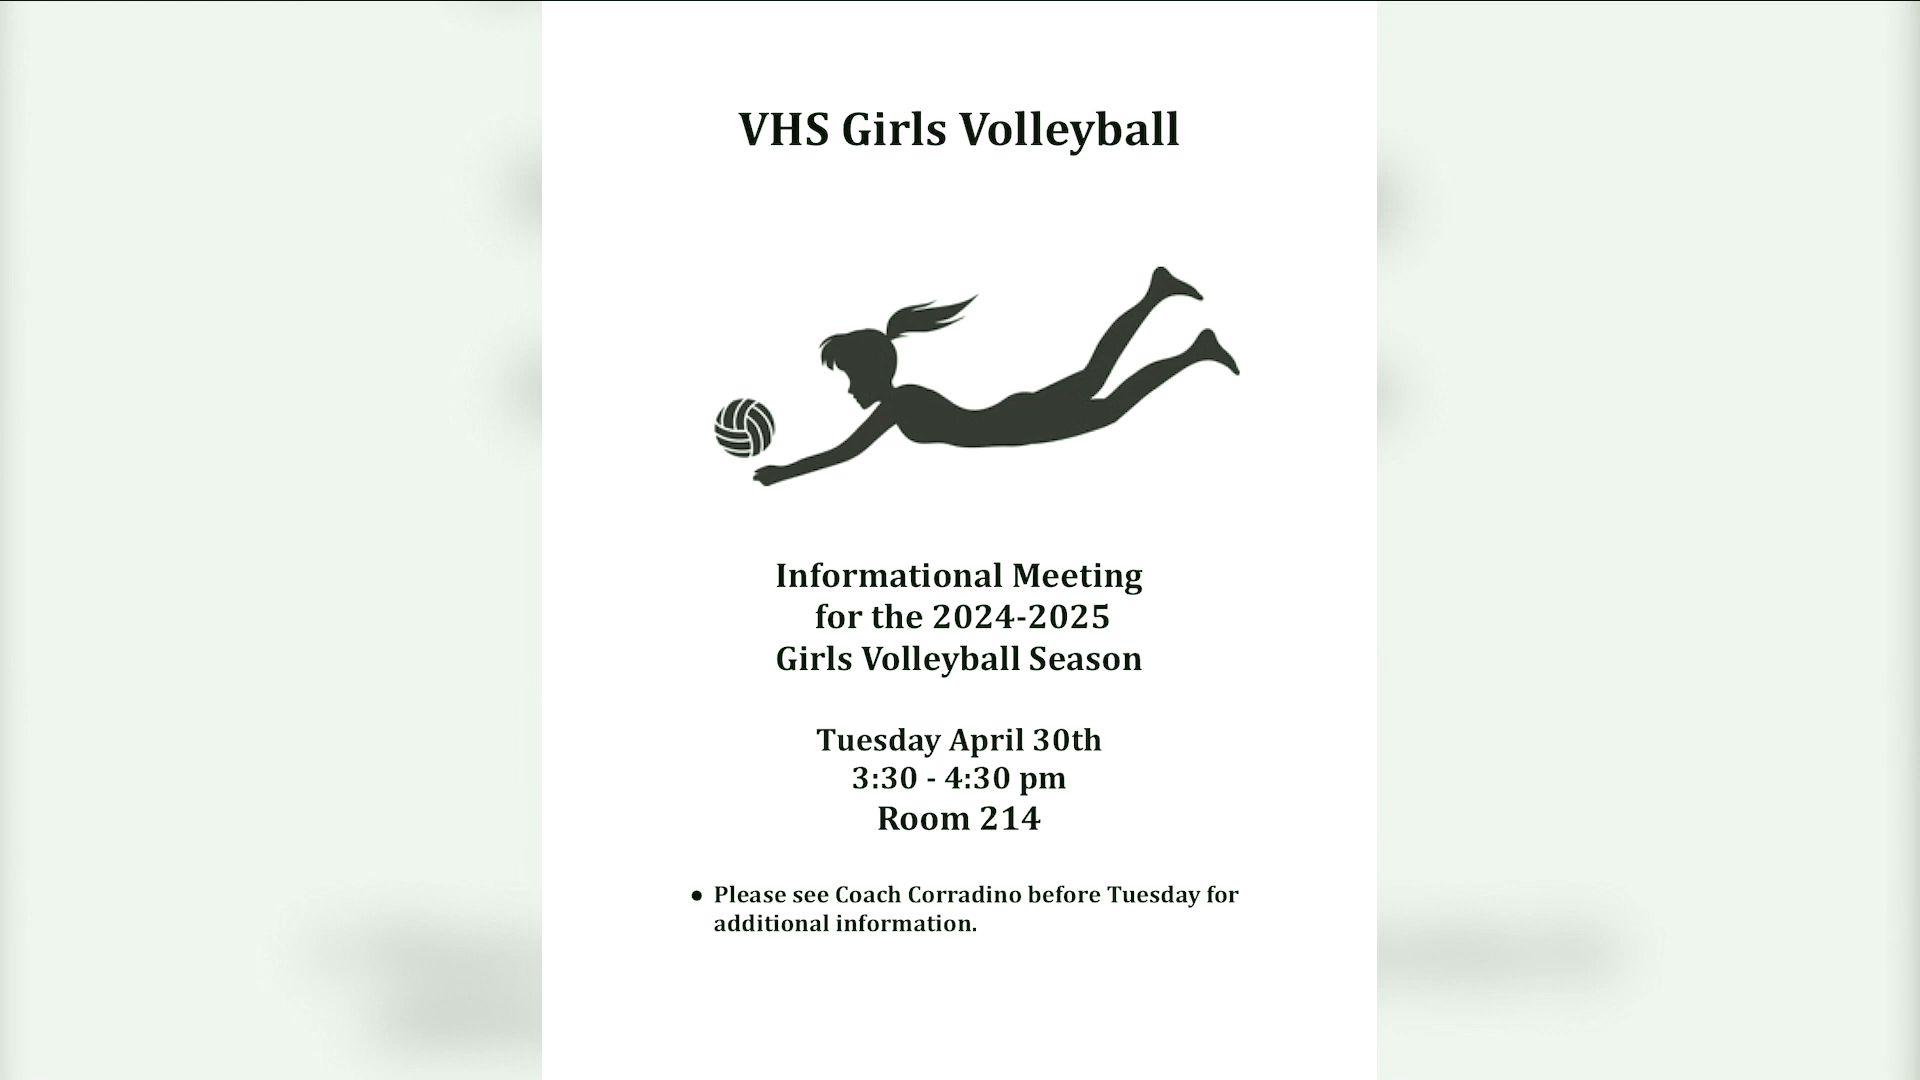 VHS Girls Volleyball
Informational Meeting
for the 2024-2025
Girls Volleyball Season
Tuesday April 30th
3:30 - 4:30 pm
Room 214
● Please see Coach Corradino before Tuesday for
additional information.